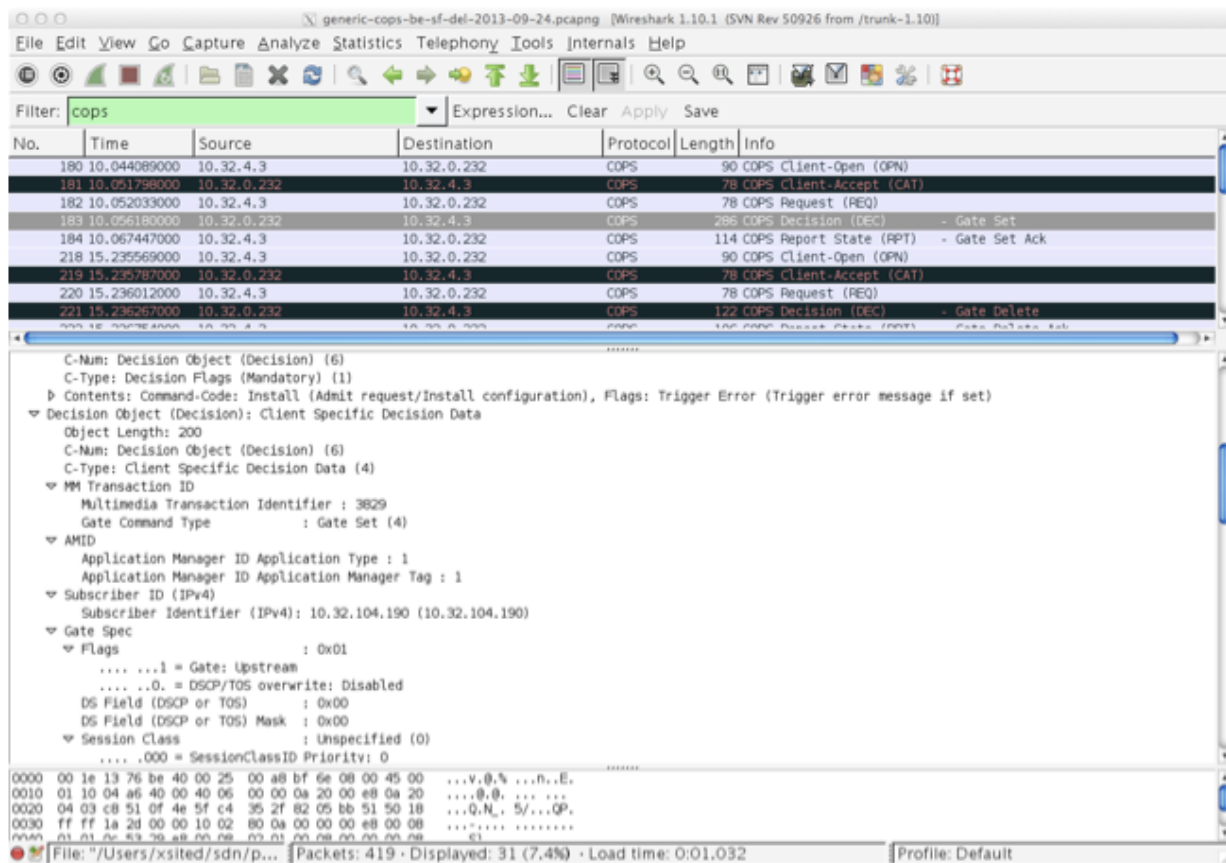 generic-cops-be-sf-del-2013-09-24.pcapng [Wireshark 1.10.1 (SVN Rev 50926 from /trunk-1.10)]
File Edit View Go Capture Analyze Statistics Telephony Tools Internals Help
Filter: cops Expression... Clear Apply Save
No. Time Source Destination Protocol Length Info
180 10.044089000 10.32.4.3 10.32.0.232 COPS 90 COPS Client-Open (OPN)
181 10.051798000 10.32.0.232 10.32.4.3 COPS 78 COPS Client-Accept (CAT)
182 10.052033000 10.32.4.3 10.32.0.232 COPS 78 COPS Request (REQ)
183 10.056180000 10.32.0.232 10.32.4.3 COPS 286 COPS Decision (DEC) - Gate Set
184 10.067447000 10.32.4.3 10.32.0.232 COPS 114 COPS Report State (RPT) - Gate Set Ack
218 15.235569000 10.32.4.3 10.32.0.232 COPS 90 COPS Client-Open (OPN)
219 15.235787000 10.32.0.232 10.32.4.3 COPS 78 COPS Client-Accept (CAT)
220 15.236012000 10.32.4.3 10.32.0.232 COPS 78 COPS Request (REQ)
221 15.236267000 10.32.0.232 10.32.4.3 COPS 122 COPS Decision (DEC) - Gate Delete
C-Num: Decision Object (Decision) (6)
C-Type: Decision Flags (Mandatory) (1)
Contents: Command-Code: Install (Admit request/Install configuration), Flags: Trigger Error (Trigger error message if set)
Decision Object (Decision): Client Specific Decision Data
Object Length: 200
C-Num: Decision Object (Decision) (6)
C-Type: Client Specific Decision Data (4)
MM Transaction ID
Multimedia Transaction Identifier : 3829
Gate Command Type : Gate Set (4)
AMID
Application Manager ID Application Type : 1
Application Manager ID Application Manager Tag : 1
Subscriber ID (IPv4)
Subscriber Identifier (IPv4): 10.32.104.190 (10.32.104.190)
Gate Spec
Flags : 0x01
.... ...1 = Gate: Upstream
.... ..0. = DSCP/TOS overwrite: Disabled
DS Field (DSCP or TOS) : 0x00
DS Field (DSCP or TOS) Mask : 0x00
Session Class : Unspecified (0)
.... .000 = SessionClassID Priority: 0
0000 00 1e 13 76 be 40 00 25 00 a8 bf 6e 08 00 45 00 ...v.@.% ...n..E.
0010 01 10 04 a6 40 00 40 06 00 00 0a 20 00 e8 0a 20 ....@.@. ... ...
0020 04 03 c8 51 0f 4e 5f c4 35 2f 82 05 bb 51 50 18 ...Q.N_. 5/...QP.
0030 ff ff 1a 2d 00 00 10 02 80 0a 00 00 00 e8 00 08 ...-.... ........
File: "/Users/xsited/sdn/p... Packets: 419 · Displayed: 31 (7.4%) · Load time: 0:01.032 Profile: Default